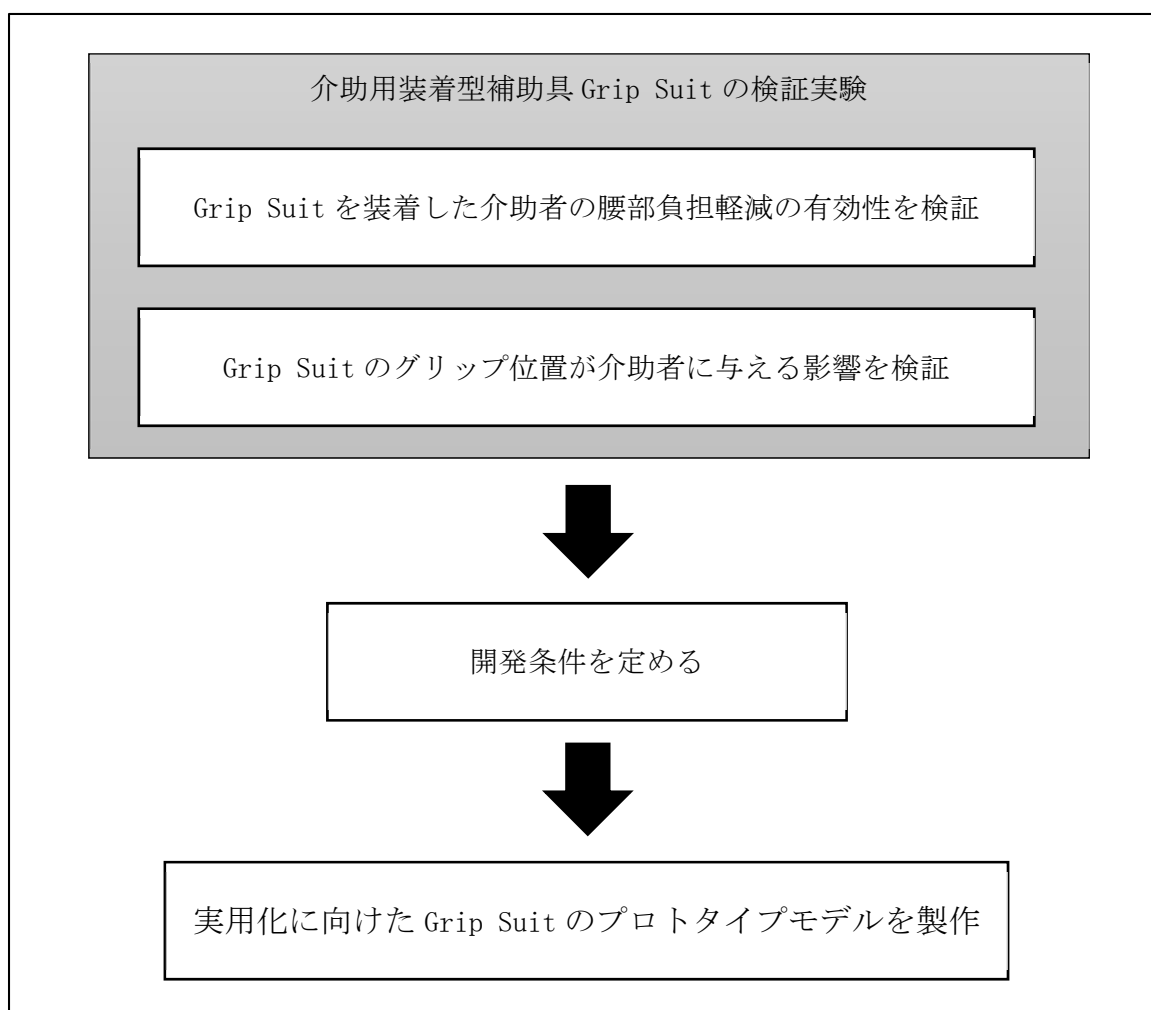 介助用装着型補助具 Grip Suit の検証実験
Grip Suit を装着した介助者の腰部負担軽減の有効性を検証
Grip Suit のグリップ位置が介助者に与える影響を検証
開発条件を定める
実用化に向けた Grip Suit のプロトタイプモデルを製作